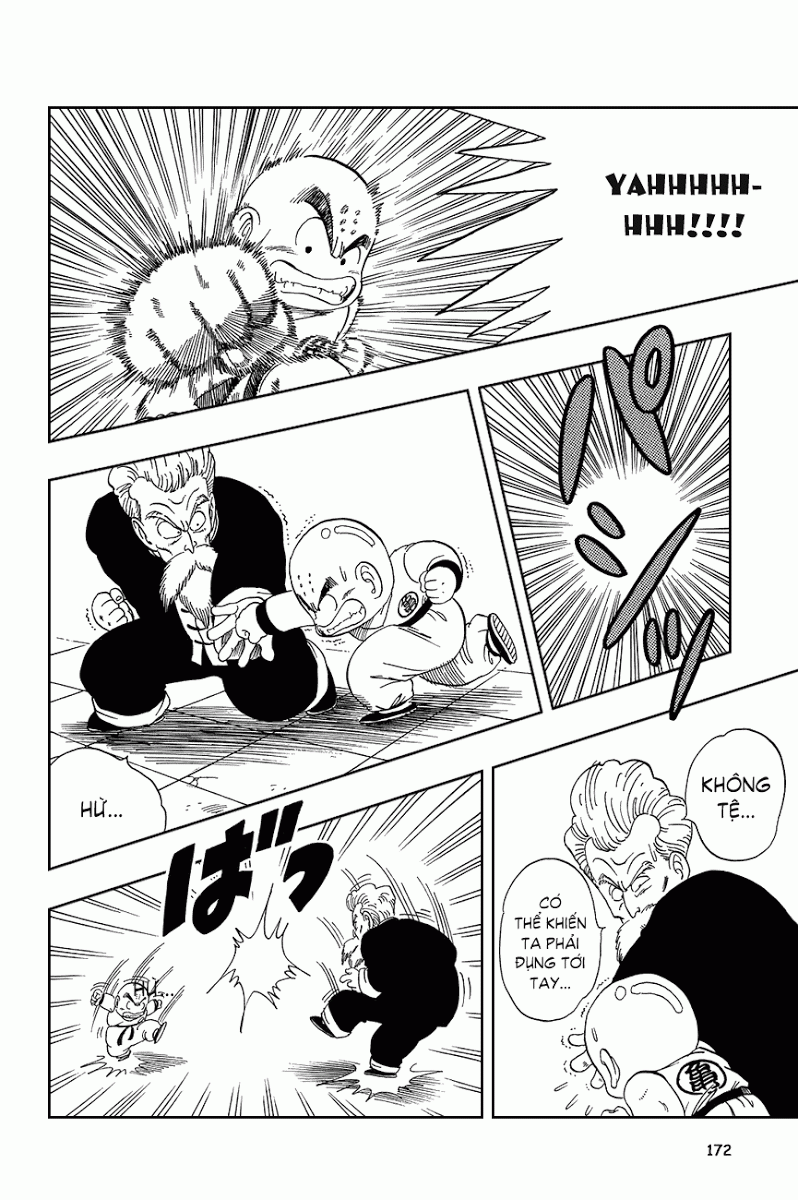 YAHHHHH-
HHH!!!!
パシッ
HỪ...
KHÔNG
TỆ...
CÓ
THỂ KHIẾN
TA PHẢI
ĐỤNG TỚI
TAY...
亀
ばっ
HỪ...
172